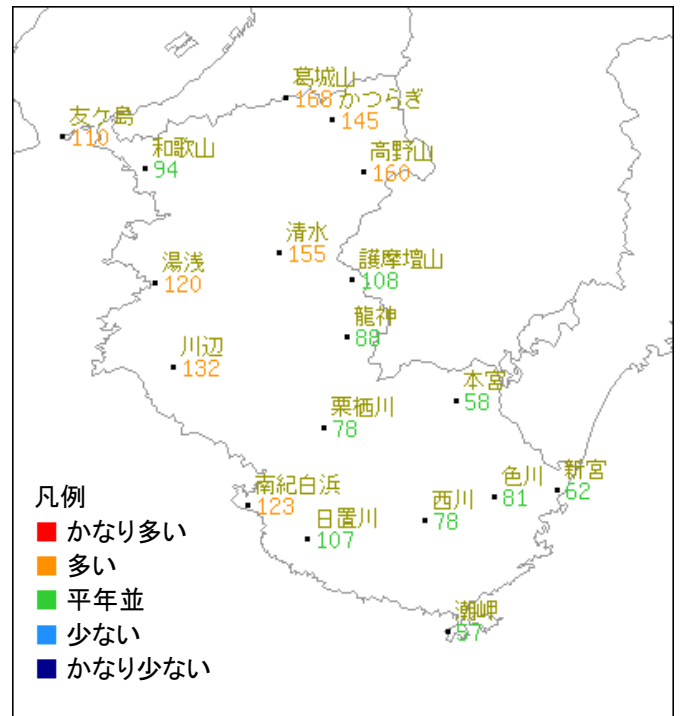 葛城山
168
かつらぎ
145
友ケ島
110
和歌山
94
高野山
160
清水
155
護摩壇山
108
湯浅
120
龍神
88
川辺
132
本宮
58
栗栖川
78
南紀白浜
123
日置川
107
西川
78
色川
81
新宮
62
潮岬
57
凡例
かなり多い
多い
平年並
少ない
かなり少ない